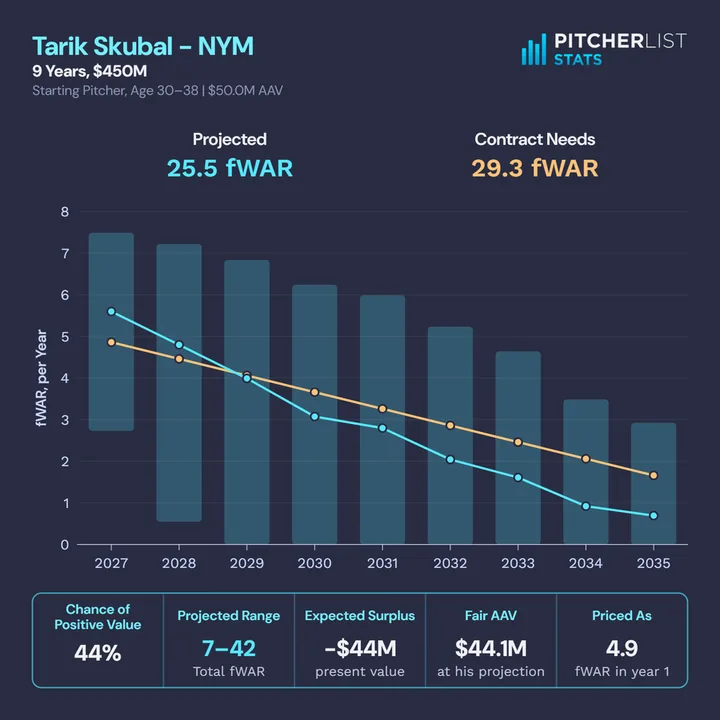 Tarik Skubal – NYM
9 Years, $450M
Starting Pitcher, Age 30–38 | $50.0M AAV
PITCHERLIST
STATS
Projected
25.5 fWAR
Contract Needs
29.3 fWAR
fWAR, per Year
8
7
6
5
4
3
2
1
0
2027 2028 2029 2030 2031 2032 2033 2034 2035
Chance of
Positive Value
44%
Projected Range
7–42
Total fWAR
Expected Surplus
–$44M
present value
Fair AAV
$44.1M
at his projection
Priced As
4.9
fWAR in year 1